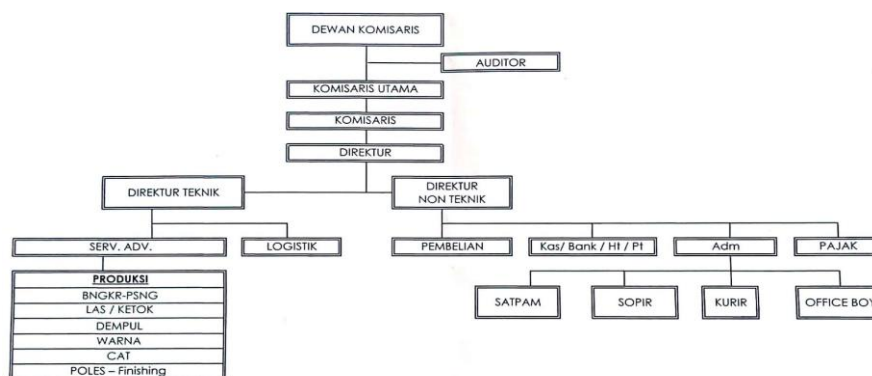 DEWAN KOMISARIS
AUDITOR
KOMISARIS UTAMA
KOMISARIS
DIREKTUR
DIREKTUR TEKNIK
DIREKTUR
NON TEKNIK
SERV. ADV.
LOGISTIK
PEMBELIAN
Kas/ Bank / Ht / Pt
Adm
PAJAK
PRODUKSI
BNGKR-PSNG
LAS / KETOK
DEMPUL
WARNA
CAT
POLES – Finishing
SATPAM
SOPIR
KURIR
OFFICE BOY